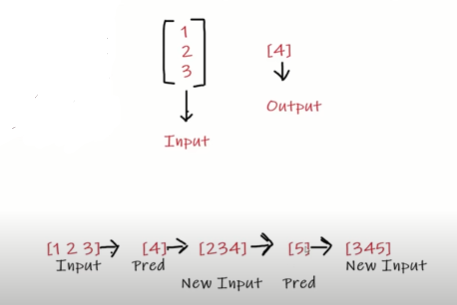 1
2
3
[4]
Output
Input
[1 2 3] [4] [234] [5] [345]
Input Pred New Input Pred New Input